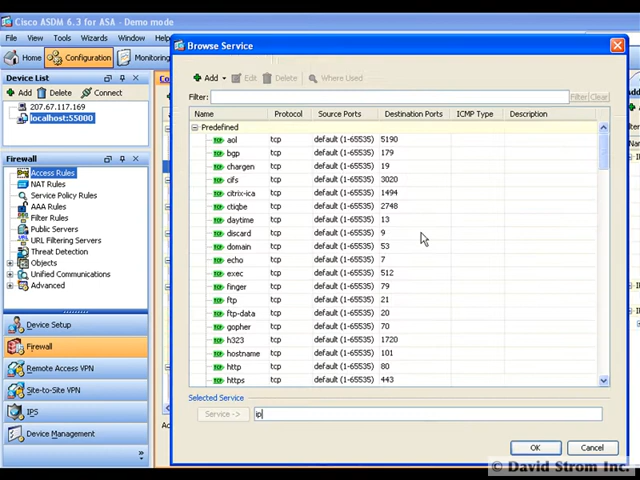 Cisco ASDM 6.3 for ASA - Demo mode
File View Tools Wizards Window
Home Configuration Monitoring
Device List
Add Delete Connect
207.67.117.169
localhost:55000
Firewall
Access Rules
NAT Rules
Service Policy Rules
AAA Rules
Filter Rules
Public Servers
URL Filtering Servers
Threat Detection
Objects
Unified Communications
Advanced
Device Setup
Firewall
Remote Access VPN
Site-to-Site VPN
IPS
Device Management
Browse Service
Add Edit Delete Where Used
Filter: Filter Clear
Name Protocol Source Ports Destination Ports ICMP Type Description
Predefined
aol tcp default (1-65535) 5190
bgp tcp default (1-65535) 179
chargen tcp default (1-65535) 19
cifs tcp default (1-65535) 3020
citrix-ica tcp default (1-65535) 1494
ctiqbe tcp default (1-65535) 2748
daytime tcp default (1-65535) 13
discard tcp default (1-65535) 9
domain tcp default (1-65535) 53
echo tcp default (1-65535) 7
exec tcp default (1-65535) 512
finger tcp default (1-65535) 79
ftp tcp default (1-65535) 21
ftp-data tcp default (1-65535) 20
gopher tcp default (1-65535) 70
h323 tcp default (1-65535) 1720
hostname tcp default (1-65535) 101
http tcp default (1-65535) 80
https tcp default (1-65535) 443
Selected Service
Service -> ip
OK Cancel
© David Strom Inc.